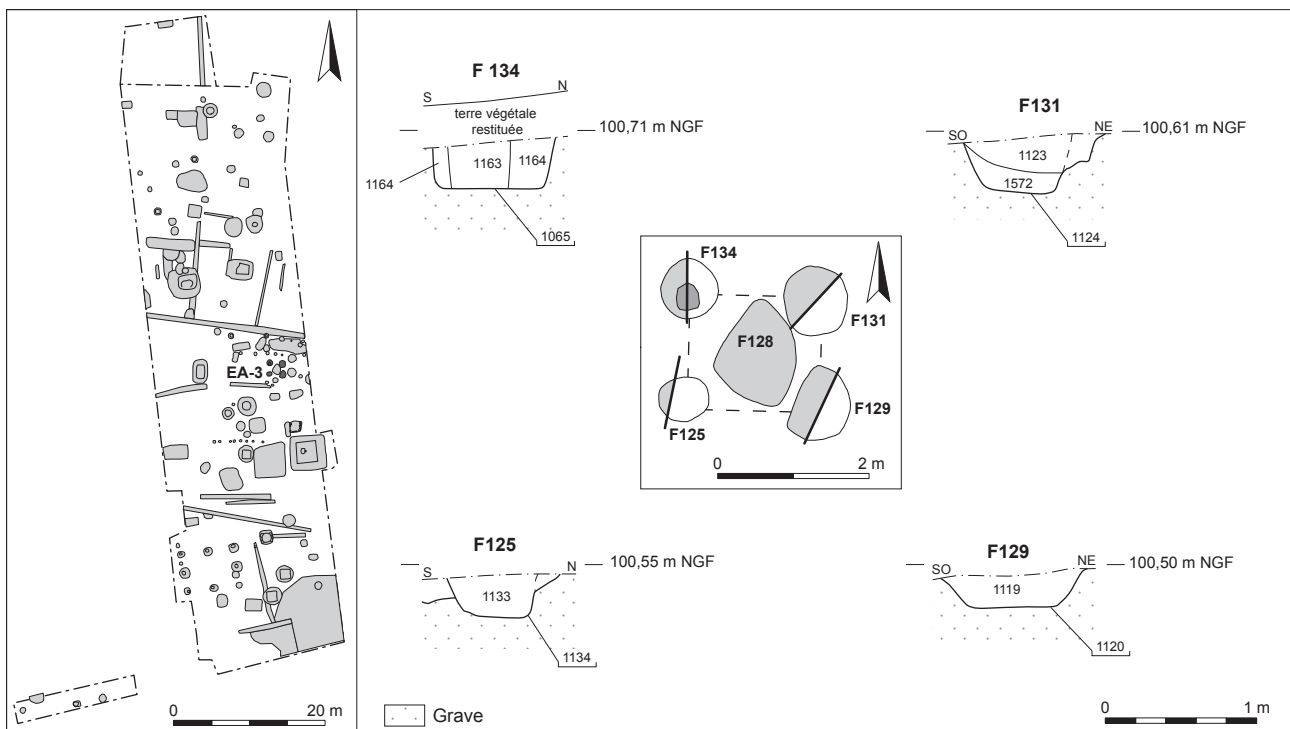 EA-3
0 20 m
F 134
S N
terre végétale
restituée
100,71 m NGF
1163 1164
1164
1065
F131
SO NE
100,61 m NGF
1123
1572
1124
F134
F131
F128
F129
F125
0 2 m
F125
S N
100,55 m NGF
1133
1134
F129
SO NE
100,50 m NGF
1119
1120
Grave
0 1 m